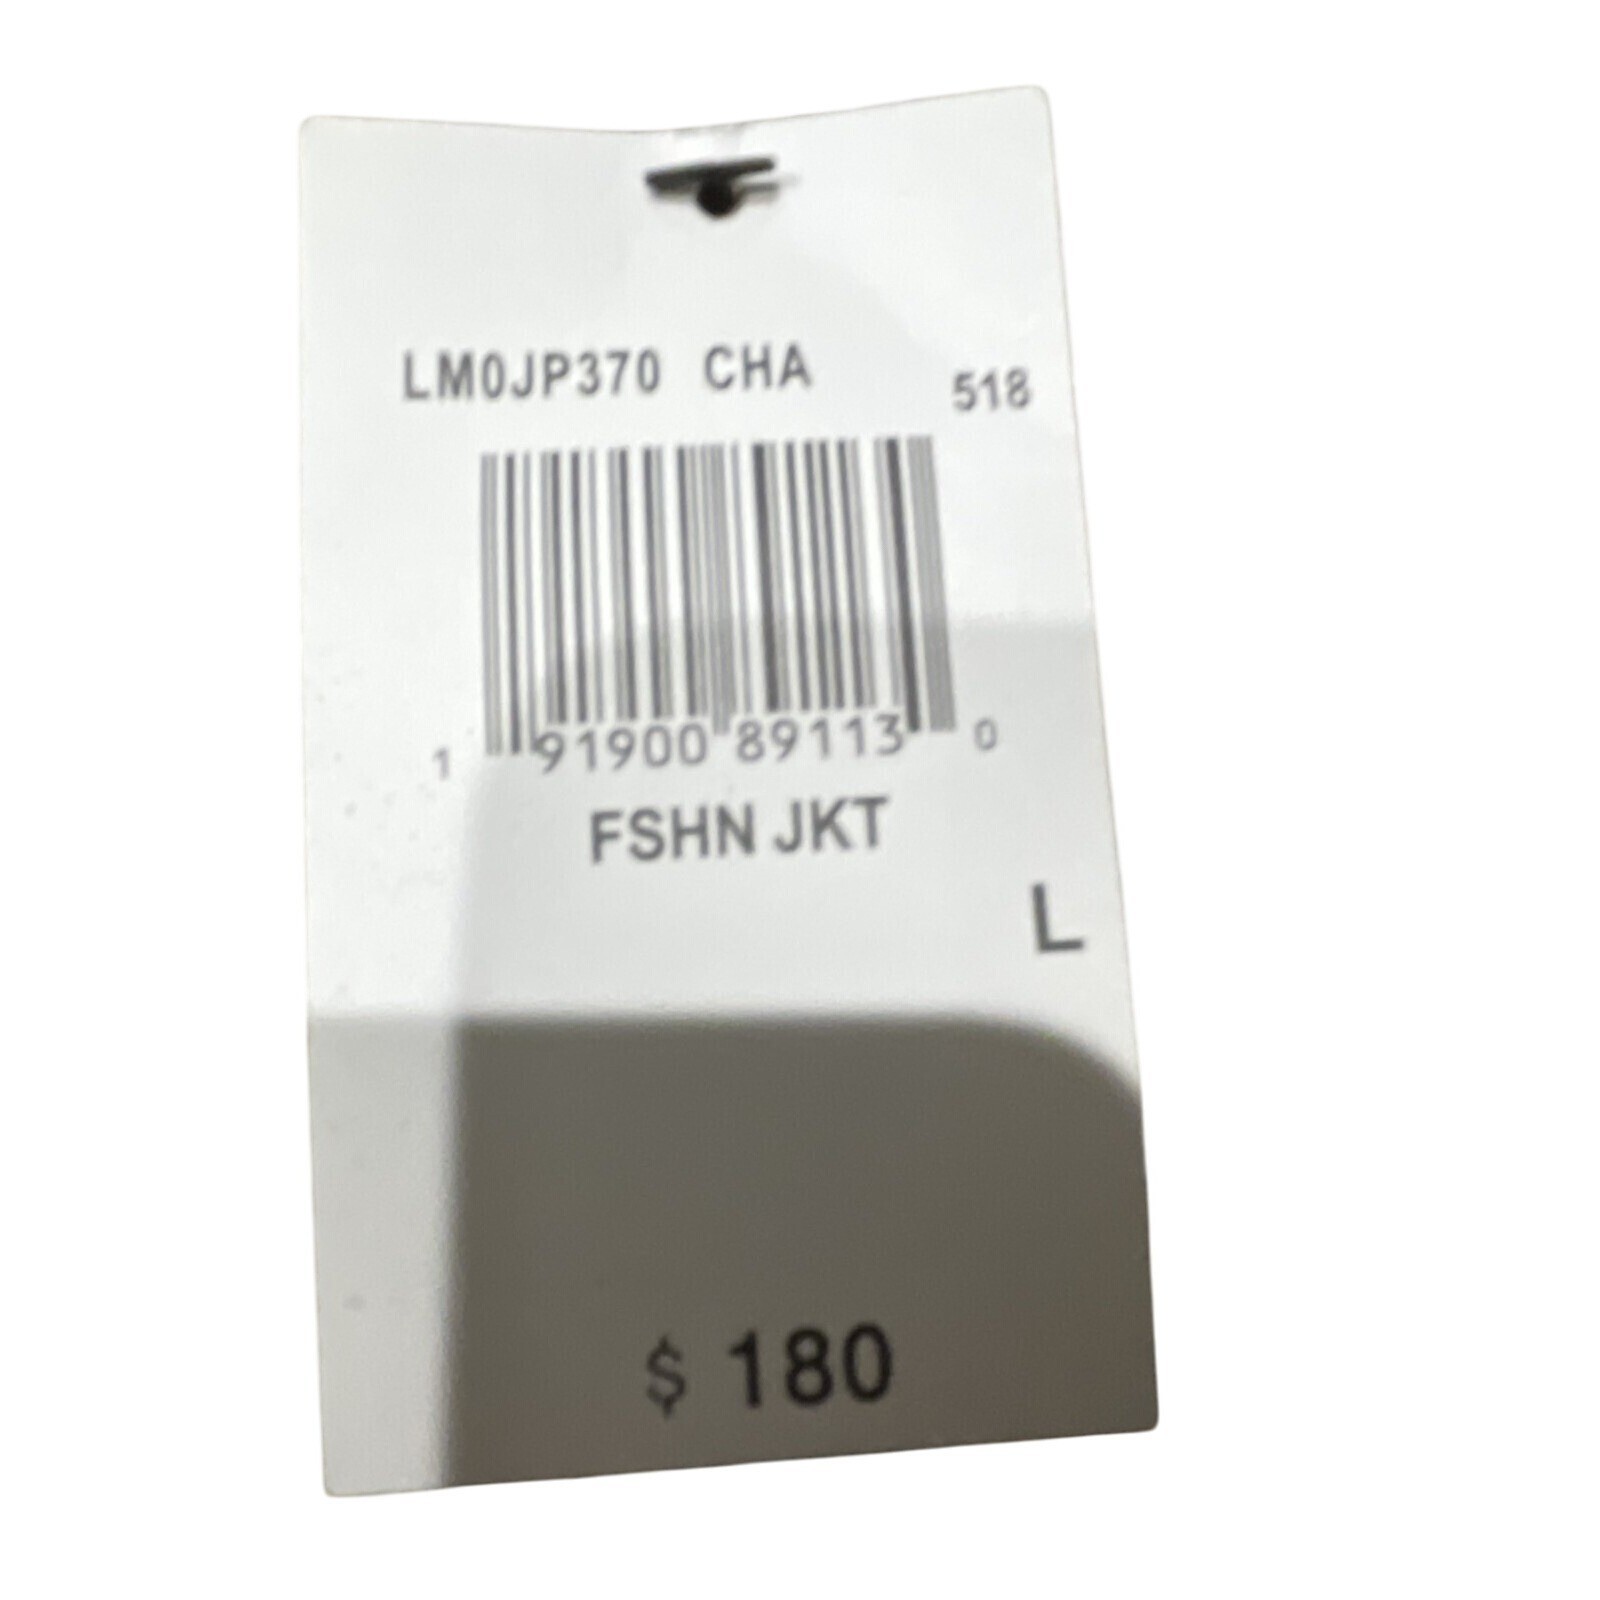 LM0JP370 CHA
518
1 91900 89113 0
FSHN JKT
L
$ 180